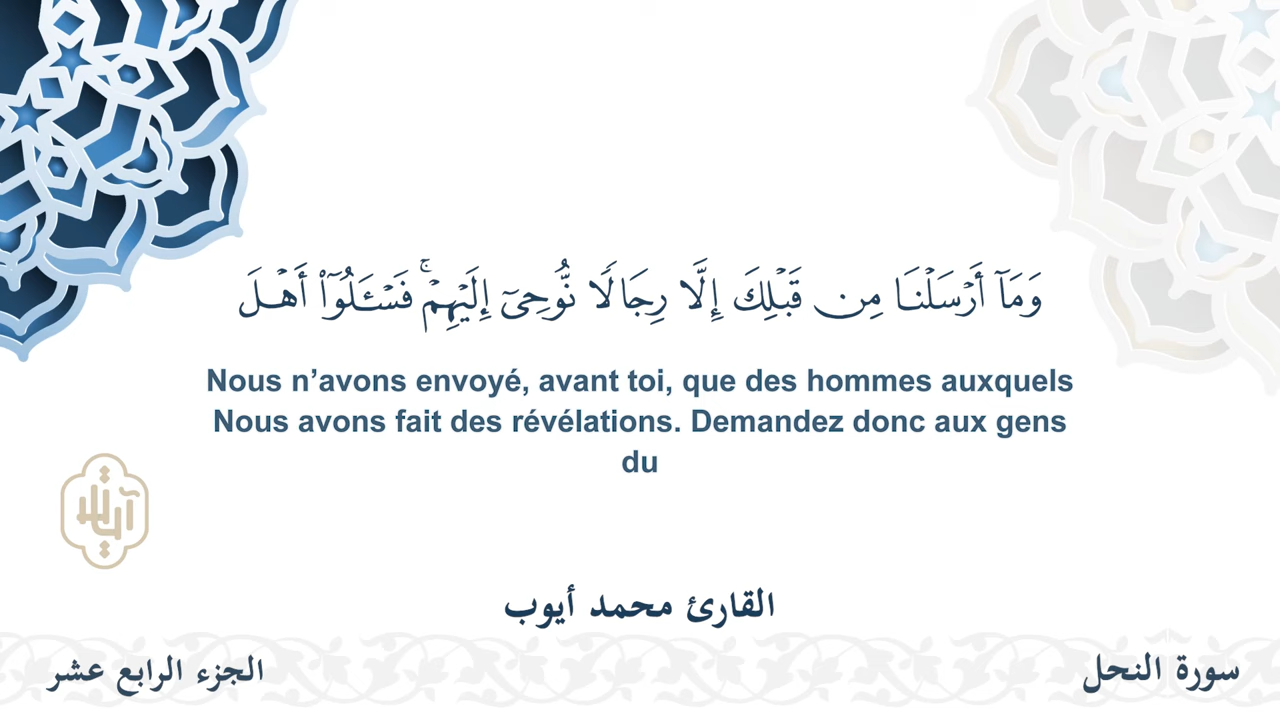 وَمَآ أَرْسَلْنَا مِن قَبْلِكَ إِلَّا رِجَالًا نُّوحِىٓ إِلَيْهِمْ ۚ فَسْـَٔلُوٓا۟ أَهْلَ
Nous n’avons envoyé, avant toi, que des hommes auxquels
Nous avons fait des révélations. Demandez donc aux gens
du
القارئ محمد أيوب
سورة النحل
الجزء الرابع عشر